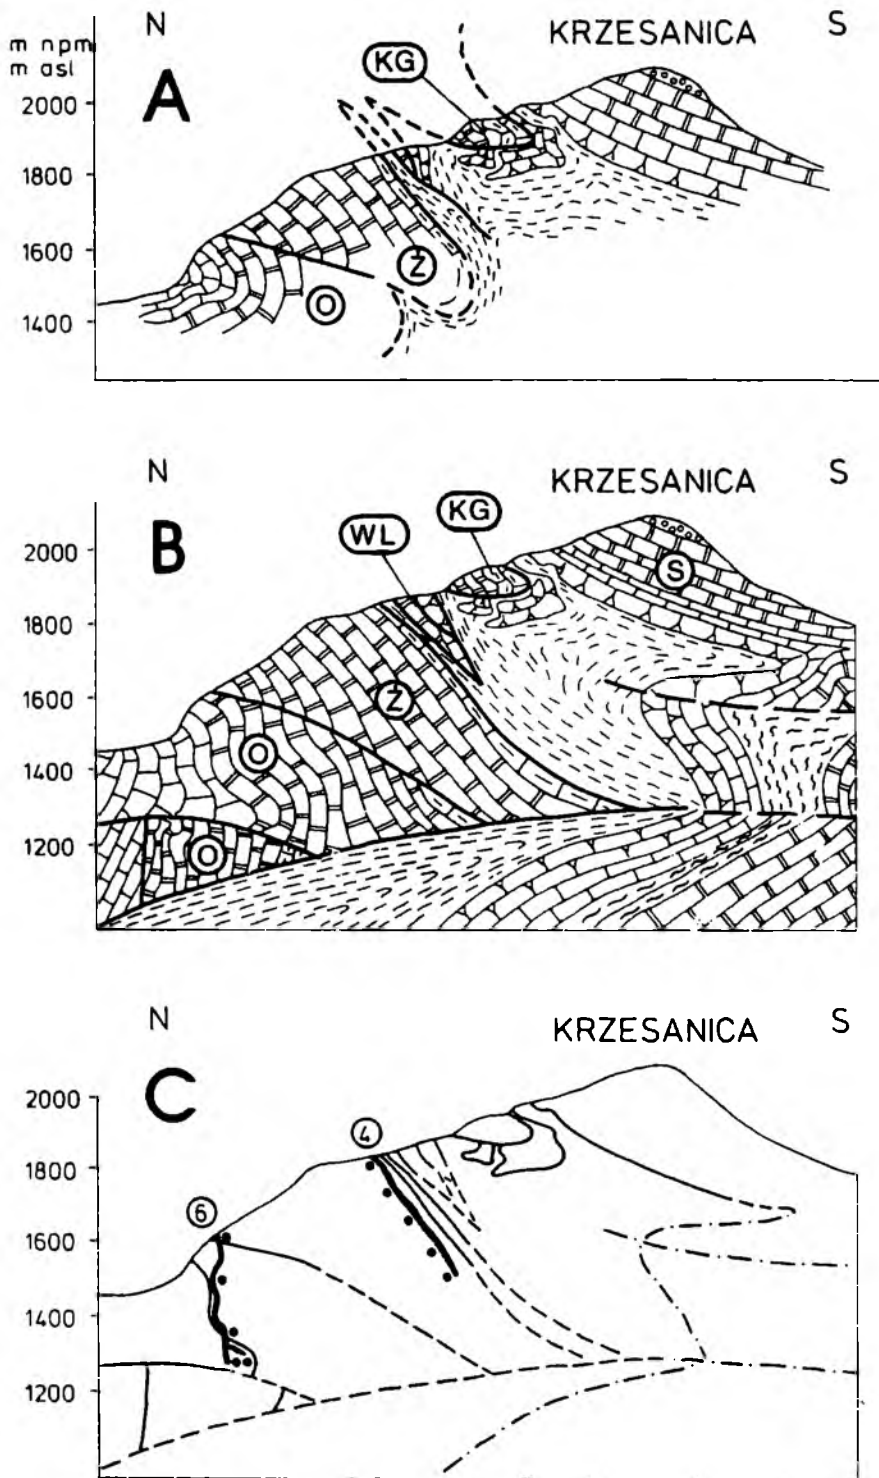 N KRZESANICA S
m npm
m asl
A
KG
2000
1800
1600
1400
Ż
O
N KRZESANICA S
B
WL
KG
S
2000
1800
1600
1400
1200
Ż
O
O
N KRZESANICA S
C
2000
1800
1600
1400
1200
4
6